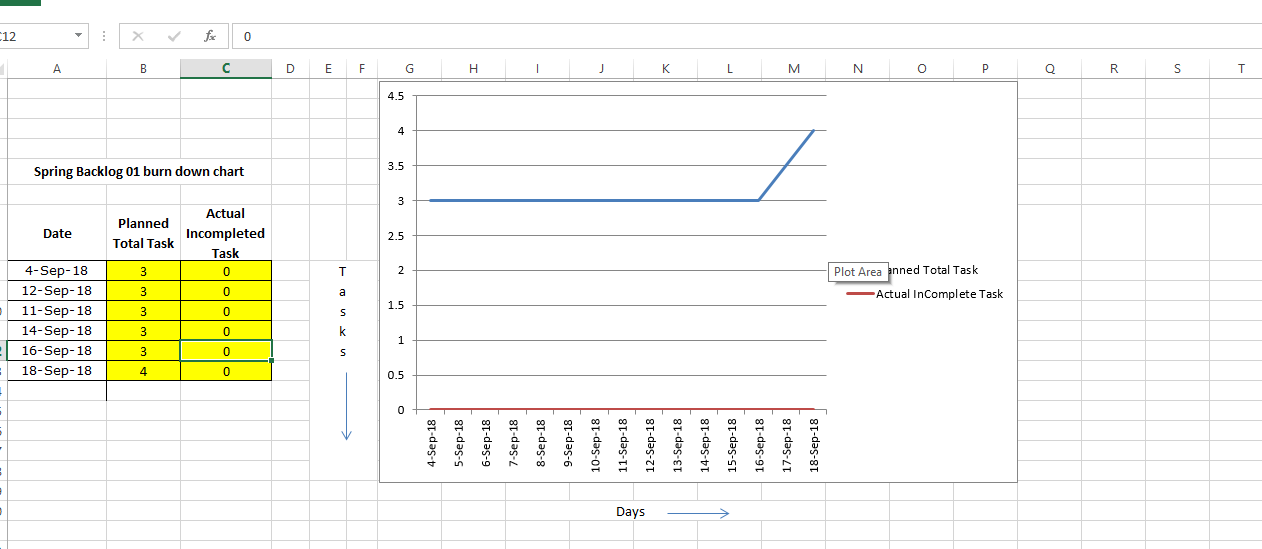 C12 0
A B C D E F G H I J K L M N O P Q R S T
Spring Backlog 01 burn down chart
Date Planned Total Task Actual Incompleted Task
4-Sep-18 3 0
12-Sep-18 3 0
11-Sep-18 3 0
14-Sep-18 3 0
16-Sep-18 3 0
18-Sep-18 4 0
T
a
s
k
s
4.5
4
3.5
3
2.5
2
1.5
1
0.5
0
4-Sep-18 5-Sep-18 6-Sep-18 7-Sep-18 8-Sep-18 9-Sep-18 10-Sep-18 11-Sep-18 12-Sep-18 13-Sep-18 14-Sep-18 15-Sep-18 16-Sep-18 17-Sep-18 18-Sep-18
Plot Area anned Total Task
Actual InComplete Task
Days